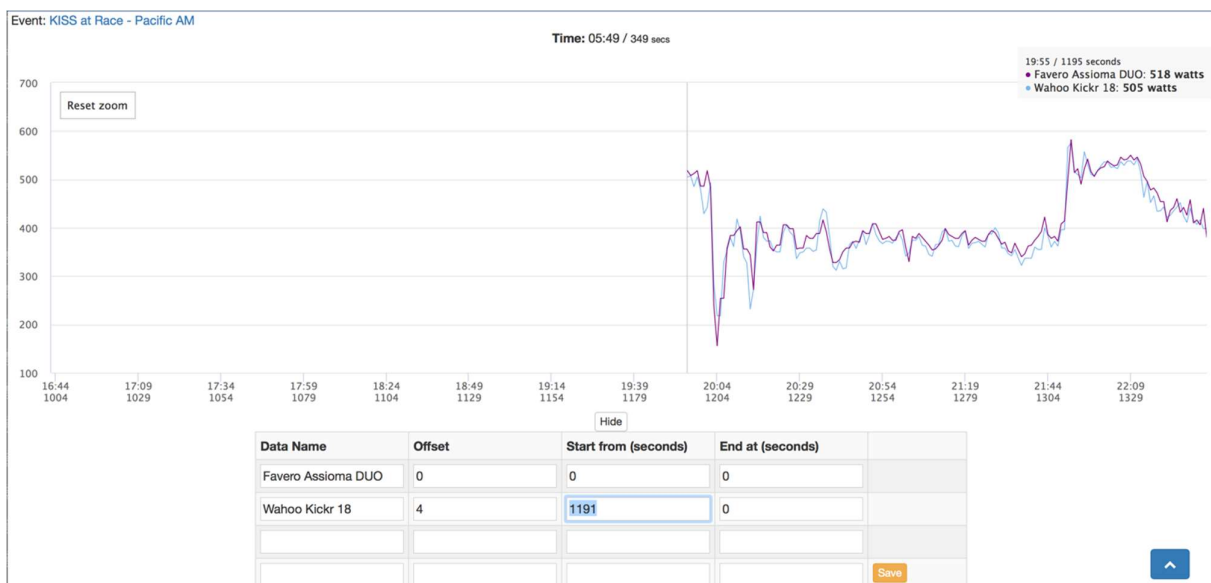 Event: KISS at Race - Pacific AM
Time: 05:49 / 349 secs
19:55 / 1195 seconds
• Favero Assioma DUO: 518 watts
• Wahoo Kickr 18: 505 watts
Reset zoom
700
600
500
400
300
200
100
16:44 17:09 17:34 17:59 18:24 18:49 19:14 19:39 20:04 20:29 20:54 21:19 21:44 22:09
1004 1029 1054 1079 1104 1129 1154 1179 1204 1229 1254 1279 1304 1329
Hide
Data Name Offset Start from (seconds) End at (seconds)
Favero Assioma DUO 0 0 0
Wahoo Kickr 18 4 1191 0
Save